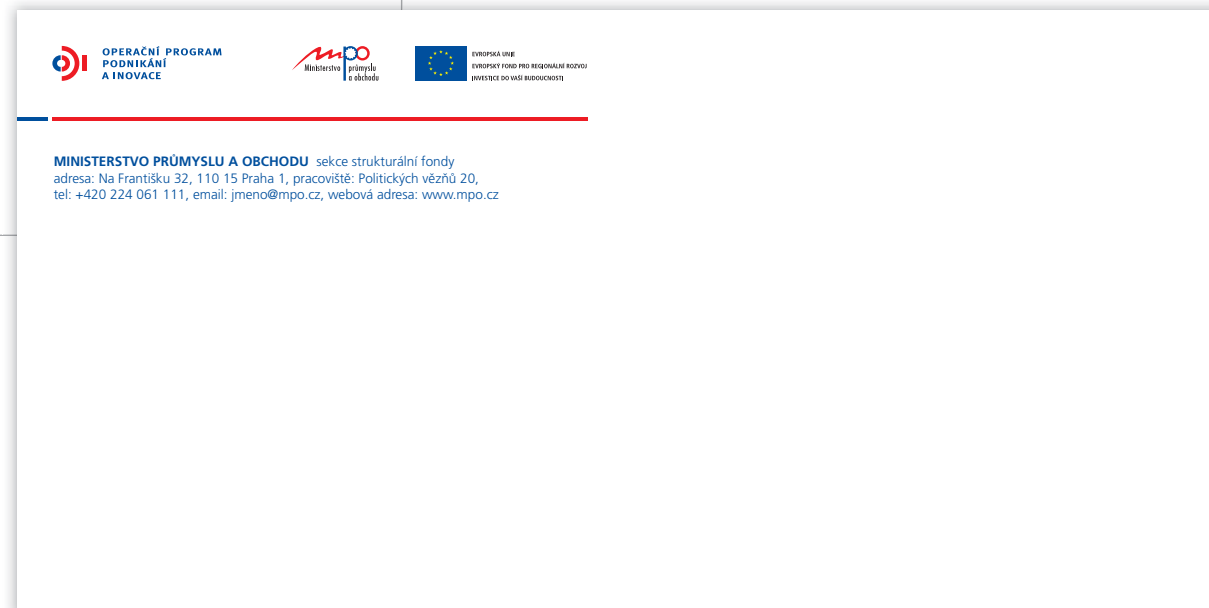 OPERAČNÍ PROGRAM
PODNIKÁNÍ
A INOVACE
mpo
Ministerstvo průmyslu
a obchodu
EVROPSKÁ UNIE
EVROPSKÝ FOND PRO REGIONÁLNÍ ROZVOJ
INVESTICE DO VAŠÍ BUDOUCNOSTI
MINISTERSTVO PRŮMYSLU A OBCHODU sekce strukturální fondy
adresa: Na Františku 32, 110 15 Praha 1, pracoviště: Politických vězňů 20,
tel: +420 224 061 111, email: jmeno@mpo.cz, webová adresa: www.mpo.cz